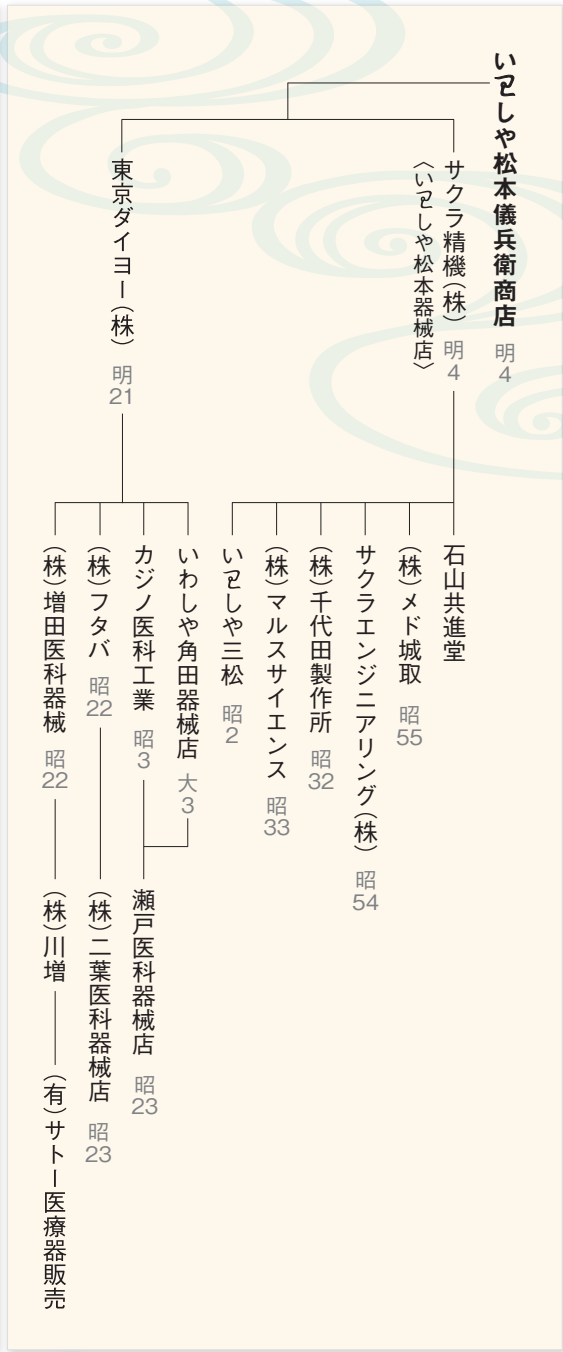 い𛄋しや松本儀兵衛商店 明4
サクラ精機(株) 明4
〈い𛄋しや松本器械店〉
東京ダイヨー(株) 明21
石山共進堂
(株)メド城取 昭55
サクラエンジニアリング(株) 昭54
(株)千代田製作所 昭32
(株)マルスサイエンス 昭33
い𛄋しや三松 昭2
いわしや角田器械店 大3
カジノ医科工業 昭3
瀬戸医科器械店 昭23
(株)フタバ 昭22
(株)二葉医科器械店 昭23
(株)増田医科器械 昭22
(株)川増
(有)サトー医療器販売